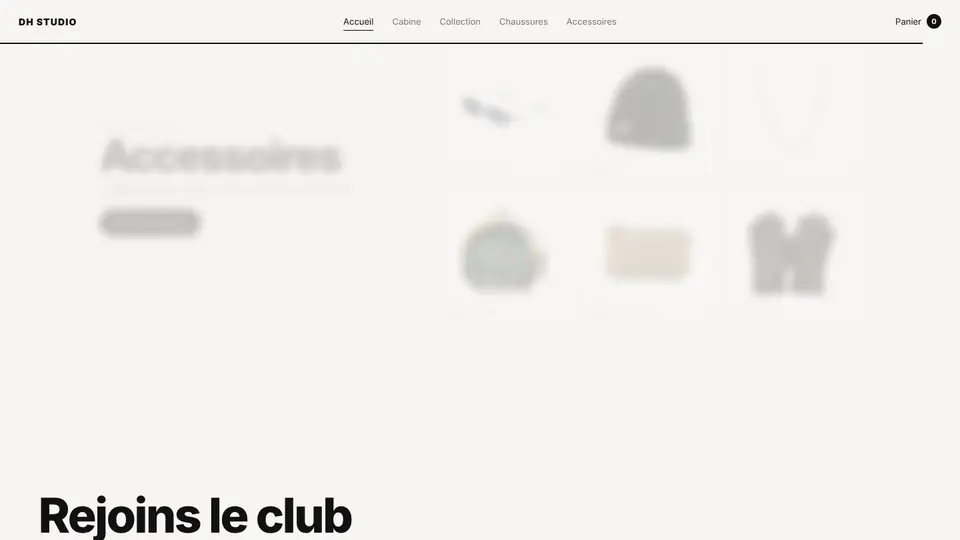 DH STUDIO
Accueil
Cabine
Collection
Chaussures
Accessoires
Panier 0
Accessoires
Rejoins le club